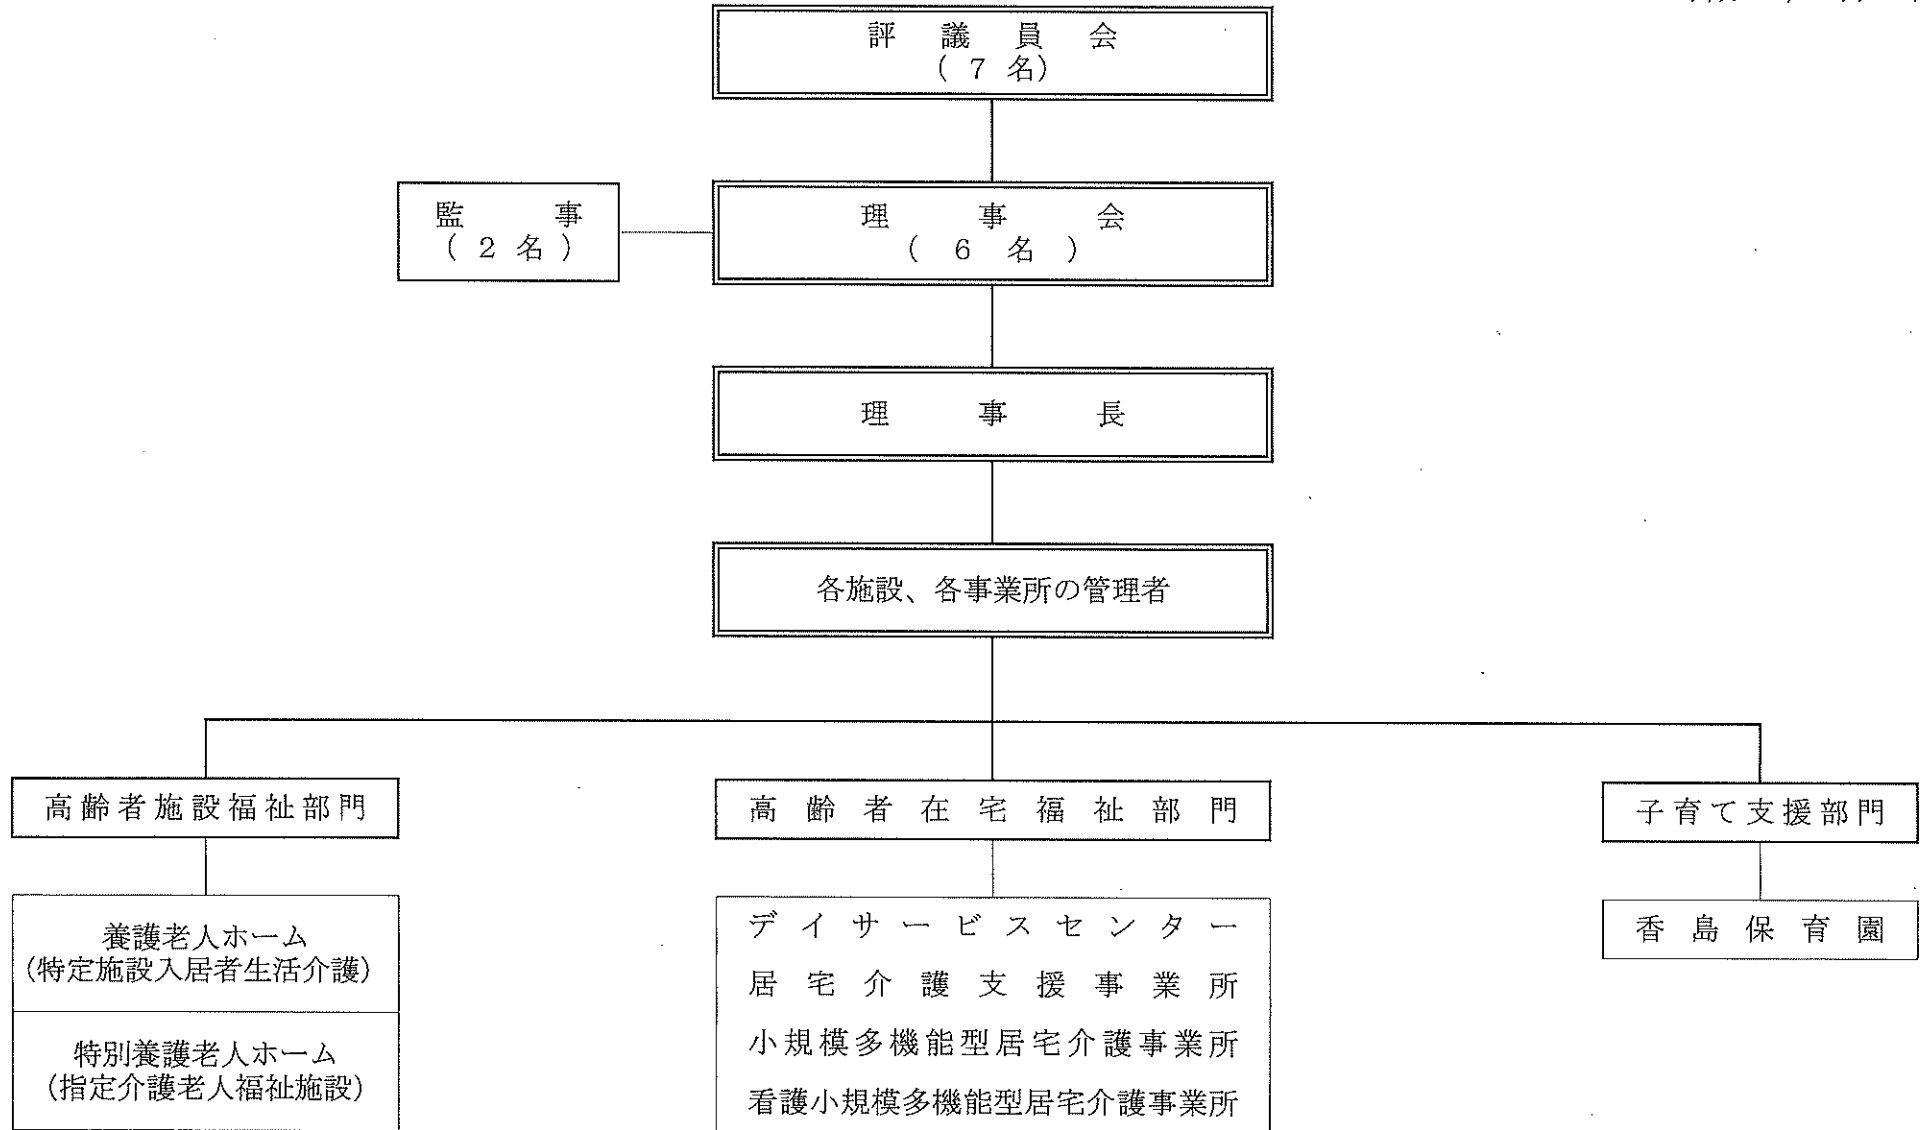 評議員会
(7名)
監事
(2名)
理事会
(6名)
理事長
各施設、各事業所の管理者
高齢者施設福祉部門
高齢者在宅福祉部門
子育て支援部門
養護老人ホーム
(特定施設入居者生活介護)
特別養護老人ホーム
(指定介護老人福祉施設)
デイサービスセンター
居宅介護支援事業所
小規模多機能型居宅介護事業所
看護小規模多機能型居宅介護事業所
香島保育園